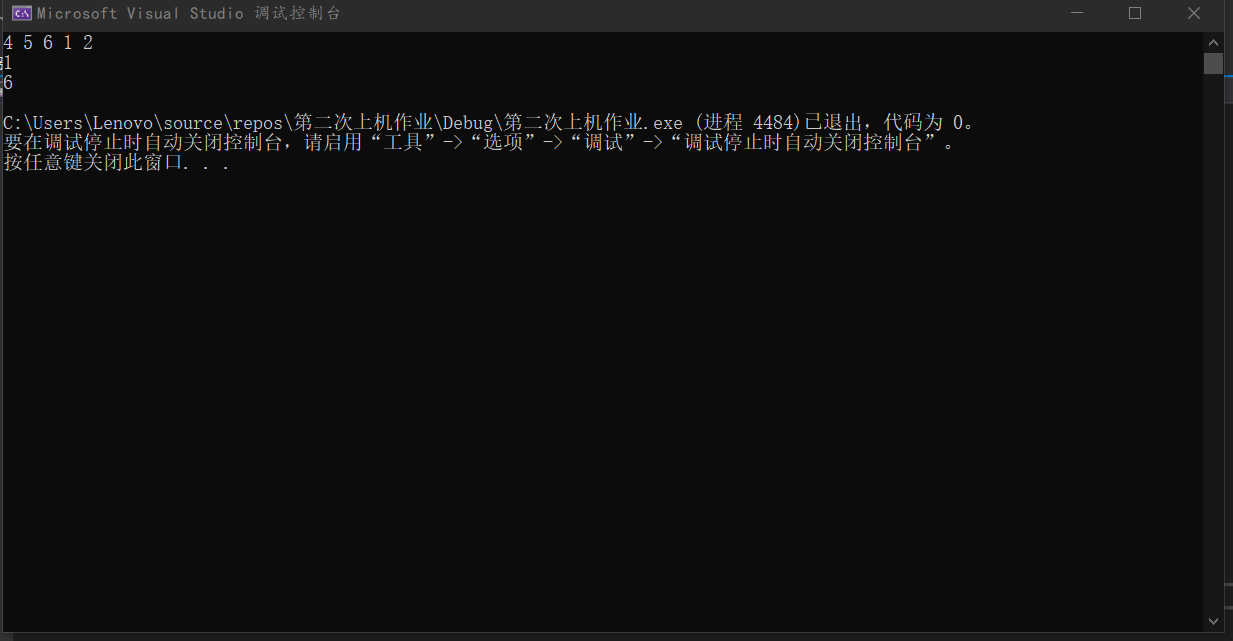 Microsoft Visual Studio 调试控制台
4 5 6 1 2
1
6
C:\Users\Lenovo\source\repos\第二次上机作业\Debug\第二次上机作业.exe (进程 4484)已退出，代码为 0。
要在调试停止时自动关闭控制台，请启用“工具”->“选项”->“调试”->“调试停止时自动关闭控制台”。
按任意键关闭此窗口. . .